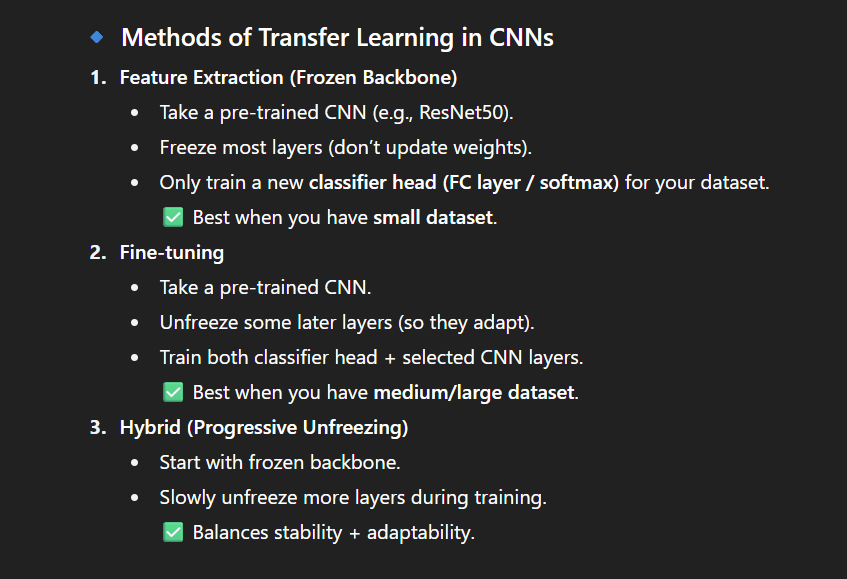 🔹 Methods of Transfer Learning in CNNs
1. Feature Extraction (Frozen Backbone)
• Take a pre-trained CNN (e.g., ResNet50).
• Freeze most layers (don’t update weights).
• Only train a new classifier head (FC layer / softmax) for your dataset.
✅ Best when you have small dataset.
2. Fine-tuning
• Take a pre-trained CNN.
• Unfreeze some later layers (so they adapt).
• Train both classifier head + selected CNN layers.
✅ Best when you have medium/large dataset.
3. Hybrid (Progressive Unfreezing)
• Start with frozen backbone.
• Slowly unfreeze more layers during training.
✅ Balances stability + adaptability.